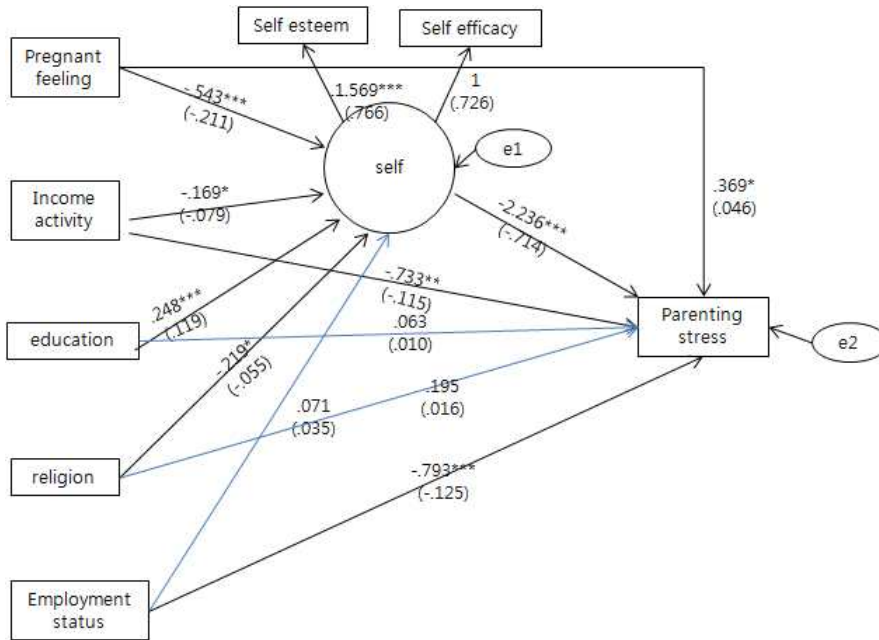 Self esteem
Self efficacy
Pregnant
feeling
-.543***
(-.211)
.1.569***
(.766)
1
(.726)
e1
self
Income
activity
-.169*
(-.079)
-2.236***
(-.714)
.369*
(.046)
-.733**
(-.115)
.248***
(.119)
education
.063
(.010)
Parenting
stress
e2
-.219*
(-.055)
.195
(.016)
.071
(.035)
religion
-.793***
(-.125)
Employment
status